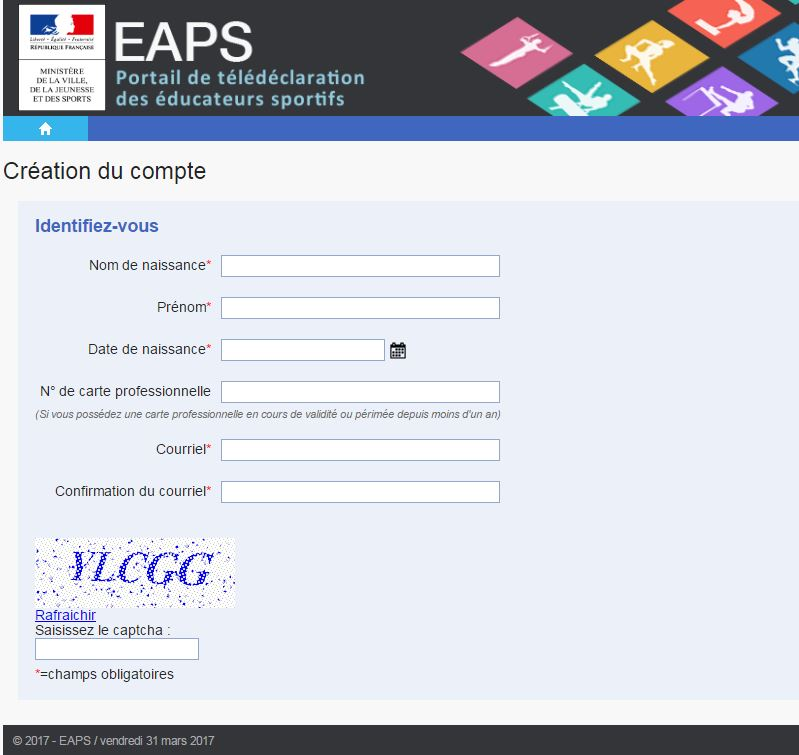 Liberté • Égalité • Fraternité
RÉPUBLIQUE FRANÇAISE
MINISTÈRE
DE LA VILLE,
DE LA JEUNESSE
ET DES SPORTS
EAPS
Portail de télédéclaration
des éducateurs sportifs
Création du compte
Identifiez-vous
Nom de naissance*
Prénom*
Date de naissance*
N° de carte professionnelle
(Si vous possédez une carte professionnelle en cours de validité ou périmée depuis moins d'un an)
Courriel*
Confirmation du courriel*
VLCGG
Rafraichir
Saisissez le captcha :
*=champs obligatoires
© 2017 - EAPS / vendredi 31 mars 2017